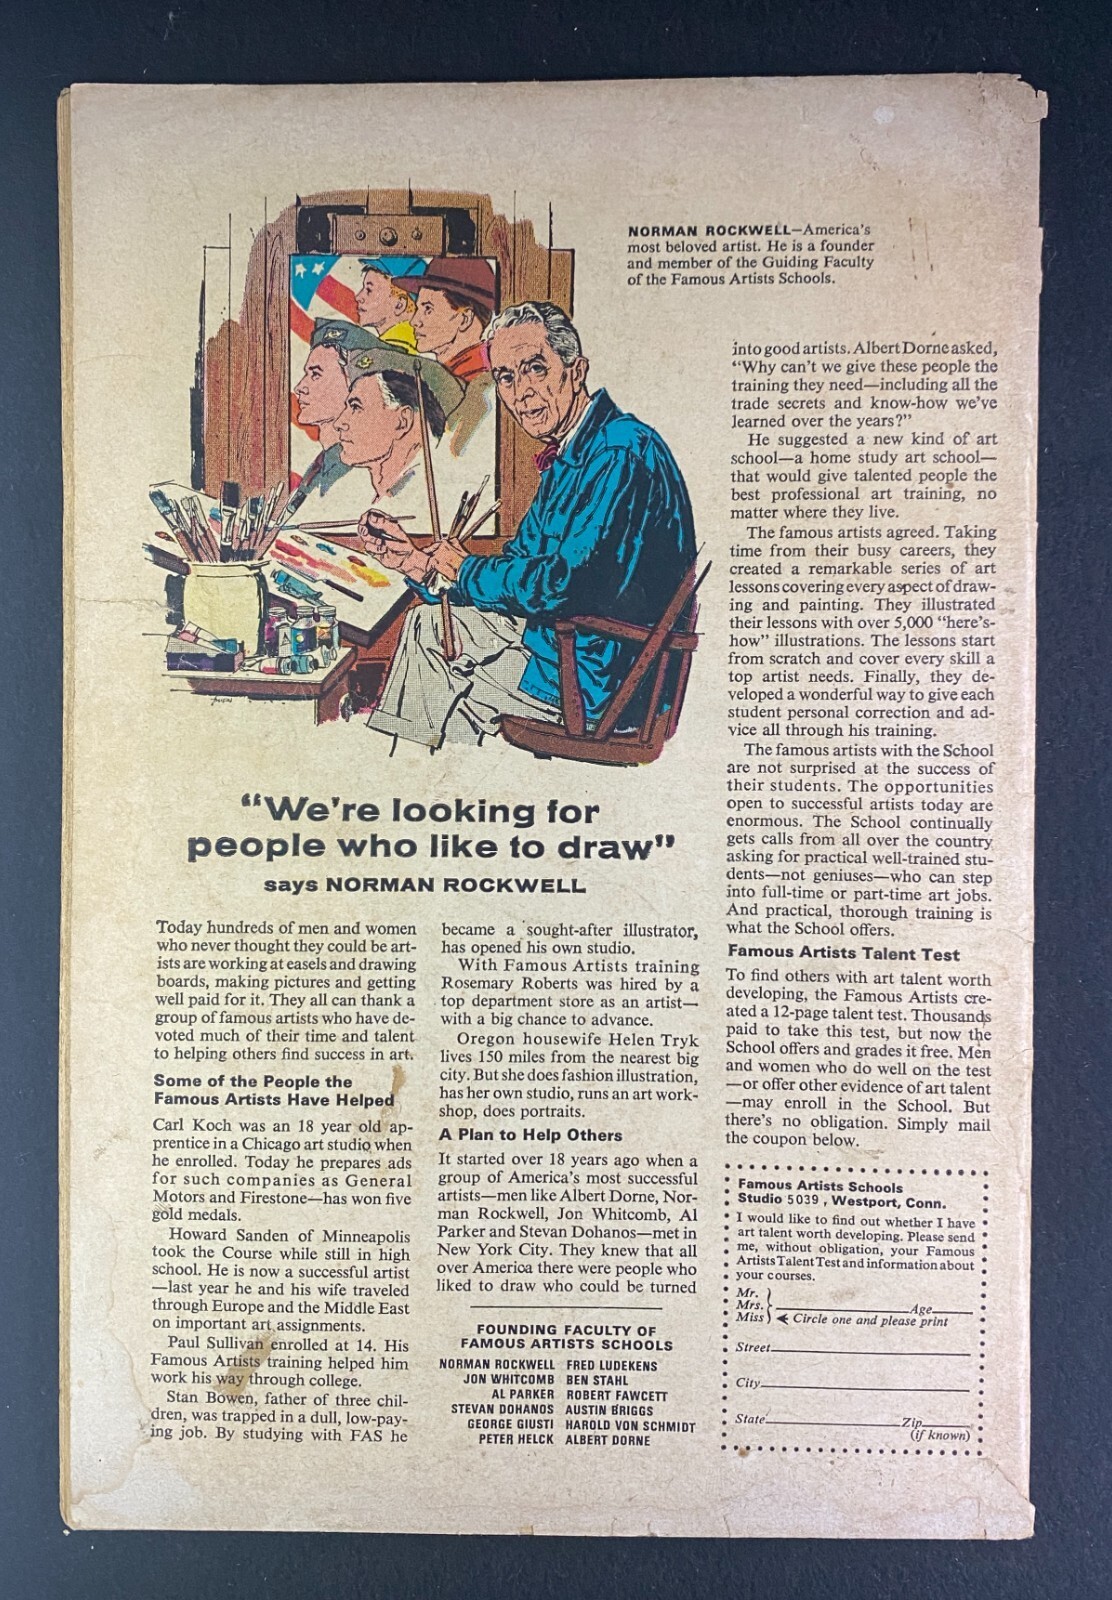 NORMAN ROCKWELL—America's
most beloved artist. He is a founder
and member of the Guiding Faculty
of the Famous Artists Schools.
"We're looking for
people who like to draw"
says NORMAN ROCKWELL
Today hundreds of men and women
who never thought they could be art-
ists are working at easels and drawing
boards, making pictures and getting
well paid for it. They all can thank a
group of famous artists who have de-
voted much of their time and talent
to helping others find success in art.
Some of the People the
Famous Artists Have Helped
Carl Koch was an 18 year old ap-
prentice in a Chicago art studio when
he enrolled. Today he prepares ads
for such companies as General
Motors and Firestone—has won five
gold medals.
Howard Sanden of Minneapolis
took the Course while still in high
school. He is now a successful artist
—last year he and his wife traveled
through Europe and the Middle East
on important art assignments.
Paul Sullivan enrolled at 14. His
Famous Artists training helped him
work his way through college.
Stan Bowen, father of three chil-
dren, was trapped in a dull, low-pay-
ing job. By studying with FAS he
became a sought-after illustrator,
has opened his own studio.
With Famous Artists training
Rosemary Roberts was hired by a
top department store as an artist—
with a big chance to advance.
Oregon housewife Helen Tryk
lives 150 miles from the nearest big
city. But she does fashion illustration,
has her own studio, runs an art work-
shop, does portraits.
A Plan to Help Others
It started over 18 years ago when a
group of America's most successful
artists—men like Albert Dorne, Nor-
man Rockwell, Jon Whitcomb, Al
Parker and Stevan Dohanos—met in
New York City. They knew that all
over America there were people who
liked to draw who could be turned
FOUNDING FACULTY OF
FAMOUS ARTISTS SCHOOLS
NORMAN ROCKWELL FRED LUDEKENS
JON WHITCOMB BEN STAHL
AL PARKER ROBERT FAWCETT
STEVAN DOHANOS AUSTIN BRIGGS
GEORGE GIUSTI HAROLD VON SCHMIDT
PETER HELCK ALBERT DORNE
into good artists. Albert Dorne asked,
"Why can't we give these people the
training they need—including all the
trade secrets and know-how we've
learned over the years?"
He suggested a new kind of art
school—a home study art school—
that would give talented people the
best professional art training, no
matter where they live.
The famous artists agreed. Taking
time from their busy careers, they
created a remarkable series of art
lessons covering every aspect of draw-
ing and painting. They illustrated
their lessons with over 5,000 "here's-
how" illustrations. The lessons start
from scratch and cover every skill a
top artist needs. Finally, they de-
veloped a wonderful way to give each
student personal correction and ad-
vice all through his training.
The famous artists with the School
are not surprised at the success of
their students. The opportunities
open to successful artists today are
enormous. The School continually
gets calls from all over the country
asking for practical well-trained stu-
dents—not geniuses—who can step
into full-time or part-time art jobs.
And practical, thorough training is
what the School offers.
Famous Artists Talent Test
To find others with art talent worth
developing, the Famous Artists cre-
ated a 12-page talent test. Thousands
paid to take this test, but now the
School offers and grades it free. Men
and women who do well on the test
—or offer other evidence of art talent
—may enroll in the School. But
there's no obligation. Simply mail
the coupon below.
Famous Artists Schools
Studio 5039, Westport, Conn.
I would like to find out whether I have
art talent worth developing. Please send
me, without obligation, your Famous
Artists Talent Test and information about
your courses.
Mr.
Mrs. Age
Miss Circle one and please print
Street
City
State Zip
(if known)